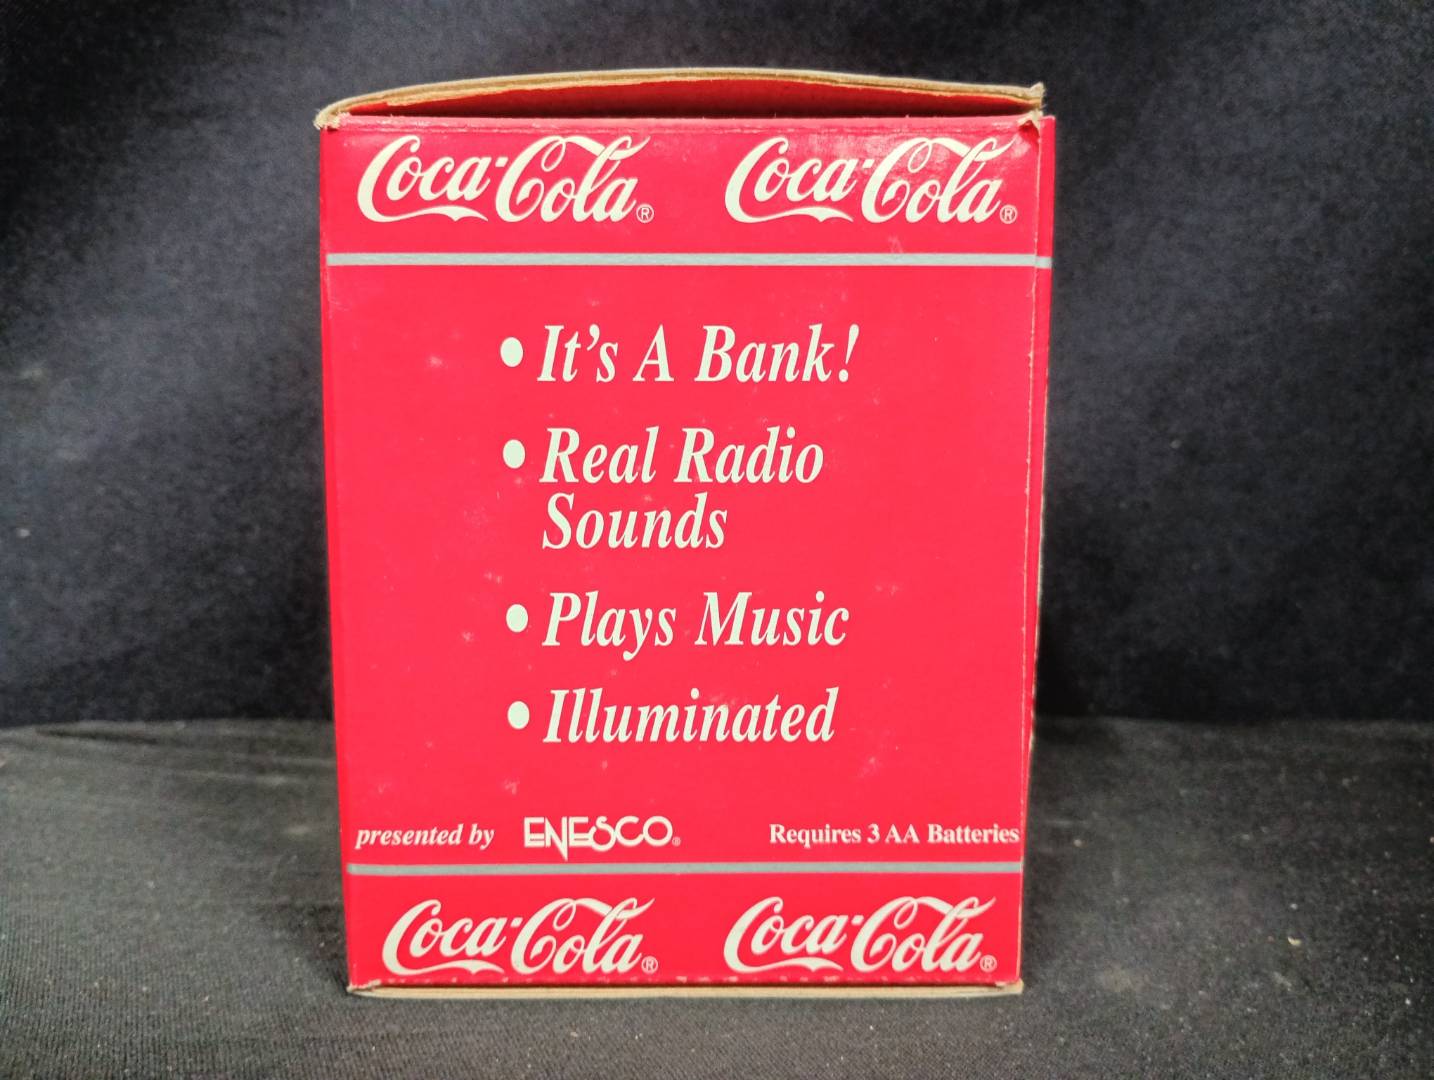 Coca-Cola® Coca-Cola®
• It's A Bank!
• Real Radio
Sounds
• Plays Music
• Illuminated
presented by ENESCO® Requires 3 AA Batteries
Coca-Cola® Coca-Cola®